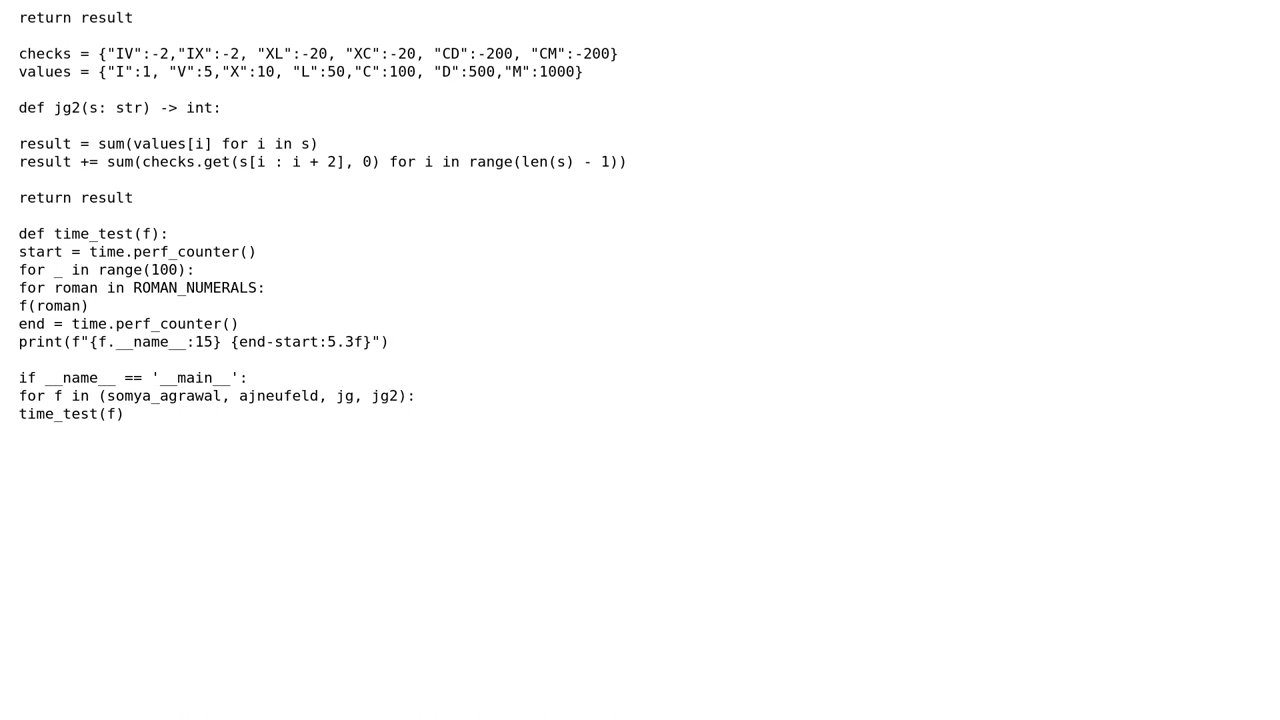 return result
checks = {"IV":-2,"IX":-2, "XL":-20, "XC":-20, "CD":-200, "CM":-200}
values = {"I":1, "V":5,"X":10, "L":50,"C":100, "D":500,"M":1000}
def jg2(s: str) -> int:
result = sum(values[i] for i in s)
result += sum(checks.get(s[i : i + 2], 0) for i in range(len(s) - 1))
return result
def time_test(f):
start = time.perf_counter()
for _ in range(100):
for roman in ROMAN_NUMERALS:
f(roman)
end = time.perf_counter()
print(f"{f.__name__:15} {end-start:5.3f}")
if __name__ == '__main__':
for f in (somya_agrawal, ajneufeld, jg, jg2):
time_test(f)